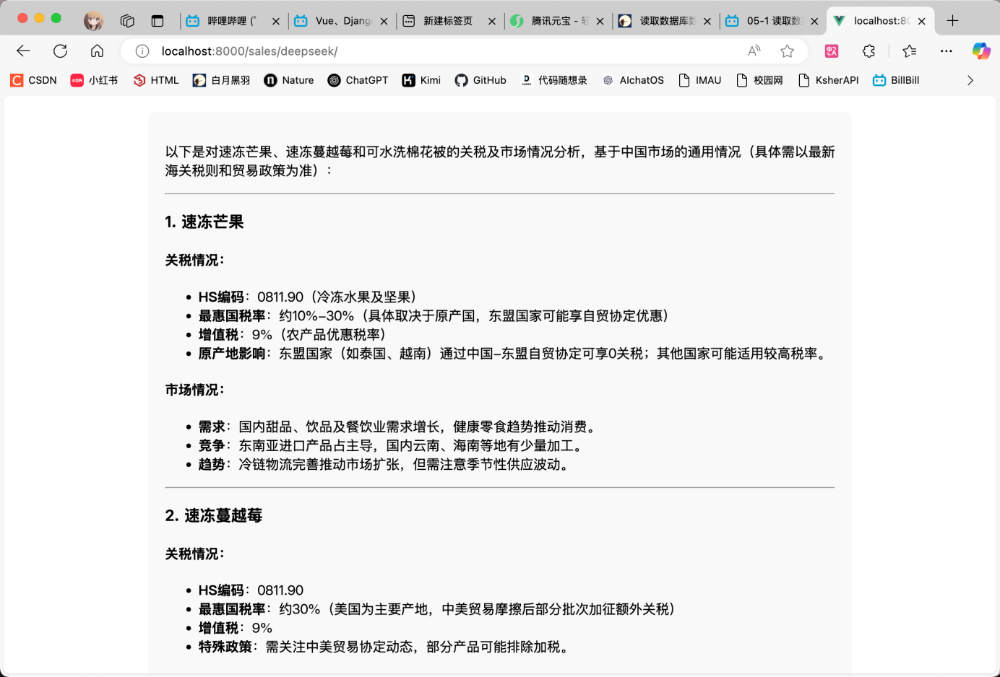 哔哩哔哩 (゜
Vue、Djang
新建标签页
腾讯元宝 - 轻
读取数据库数
05-1 读取数
localhost:80
localhost:8000/sales/deepseek/
CSDN
小红书
HTML
白月黑羽
Nature
ChatGPT
Kimi
GitHub
代码随想录
AIchatOS
IMAU
校园网
KsherAPI
BillBill
以下是对速冻芒果、速冻蔓越莓和可水洗棉花被的关税及市场情况分析，基于中国市场的通用情况（具体需以最新
海关税则和贸易政策为准）：
1. 速冻芒果
关税情况：
• HS编码：0811.90（冷冻水果及坚果）
• 最惠国税率：约10%–30%（具体取决于原产国，东盟国家可能享自贸协定优惠）
• 增值税：9%（农产品优惠税率）
• 原产地影响：东盟国家（如泰国、越南）通过中国–东盟自贸协定可享0关税；其他国家可能适用较高税率。
市场情况：
• 需求：国内甜品、饮品及餐饮业需求增长，健康零食趋势推动消费。
• 竞争：东南亚进口产品占主导，国内云南、海南等地有少量加工。
• 趋势：冷链物流完善推动市场扩张，但需注意季节性供应波动。
2. 速冻蔓越莓
关税情况：
• HS编码：0811.90
• 最惠国税率：约30%（美国为主要产地，中美贸易摩擦后部分批次加征额外关税）
• 增值税：9%
• 特殊政策：需关注中美贸易协定动态，部分产品可能排除加税。